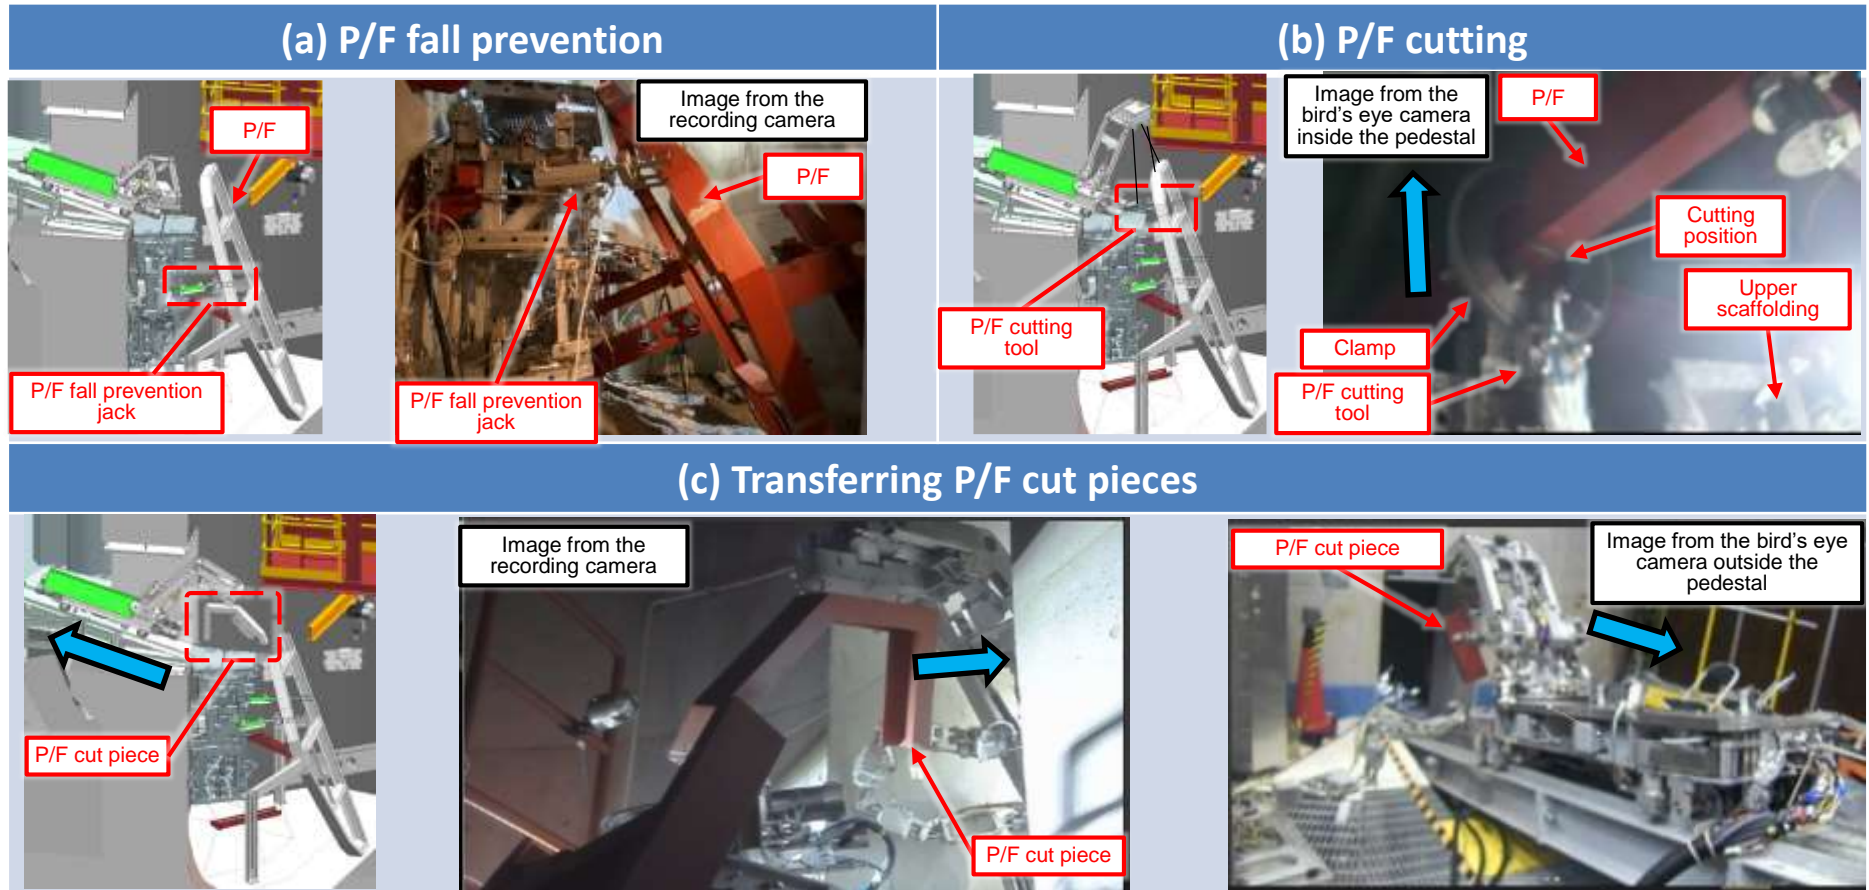 (a) P/F fall prevention
(b) P/F cutting
P/F
Image from the
recording camera
P/F
P/F fall prevention
jack
P/F fall prevention
jack
Image from the
bird's eye camera
inside the pedestal
P/F
Cutting
position
Upper
scaffolding
P/F cutting
tool
Clamp
P/F cutting
tool
(c) Transferring P/F cut pieces
Image from the
recording camera
P/F cut piece
Image from the bird's eye
camera outside the
pedestal
P/F cut piece
P/F cut piece